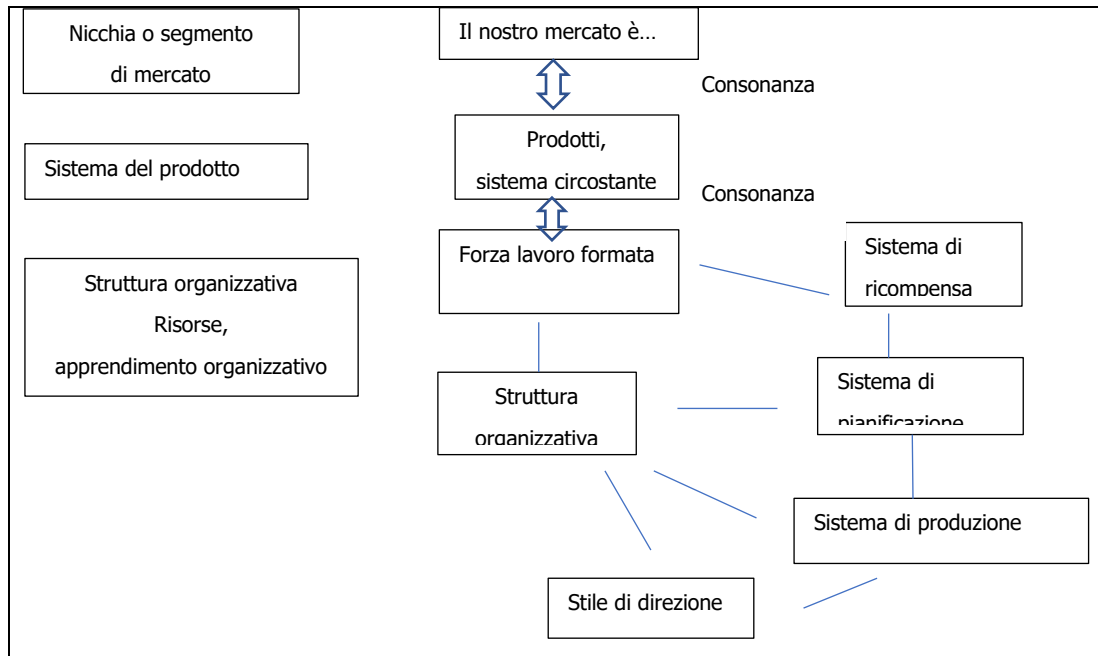 Nicchia o segmento
di mercato
Il nostro mercato è…
Consonanza
Prodotti,
sistema circostante
Sistema del prodotto
Consonanza
Forza lavoro formata
Sistema di
ricompensa
Struttura organizzativa
Risorse,
apprendimento organizzativo
Struttura
organizzativa
Sistema di
pianificazione
Sistema di produzione
Stile di direzione